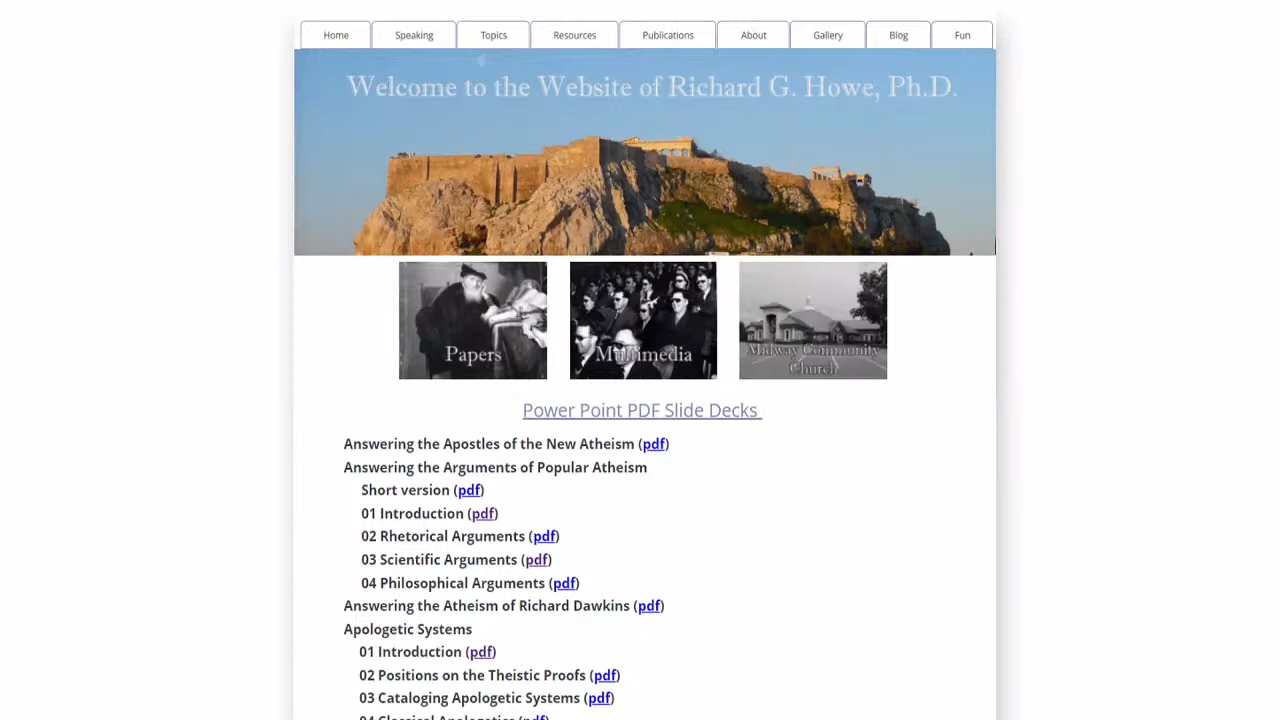 Home Speaking Topics Resources Publications About Gallery Blog Fun
Welcome to the Website of Richard G. Howe, Ph.D.
Papers
Multimedia
Midway Community
Church
Power Point PDF Slide Decks
Answering the Apostles of the New Atheism (pdf)
Answering the Arguments of Popular Atheism
Short version (pdf)
01 Introduction (pdf)
02 Rhetorical Arguments (pdf)
03 Scientific Arguments (pdf)
04 Philosophical Arguments (pdf)
Answering the Atheism of Richard Dawkins (pdf)
Apologetic Systems
01 Introduction (pdf)
02 Positions on the Theistic Proofs (pdf)
03 Cataloging Apologetic Systems (pdf)
04 Classical Apologetics (pdf)